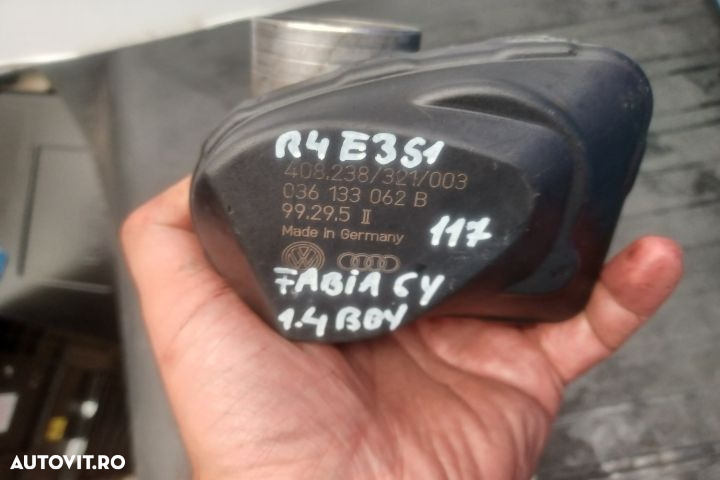 R4 E3S1
408.238/321/003
036 133 062 B
99.29.5 II
Made in Germany
117
FABIA 6Y
1.4 BBY
AUTOVIT.RO